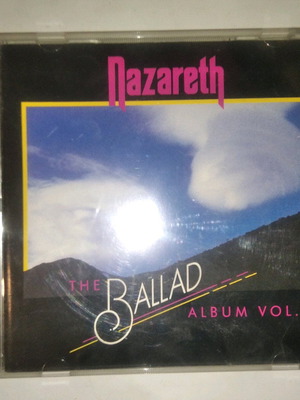 Nazareth
THE
BALLAD
ALBUM VOL.